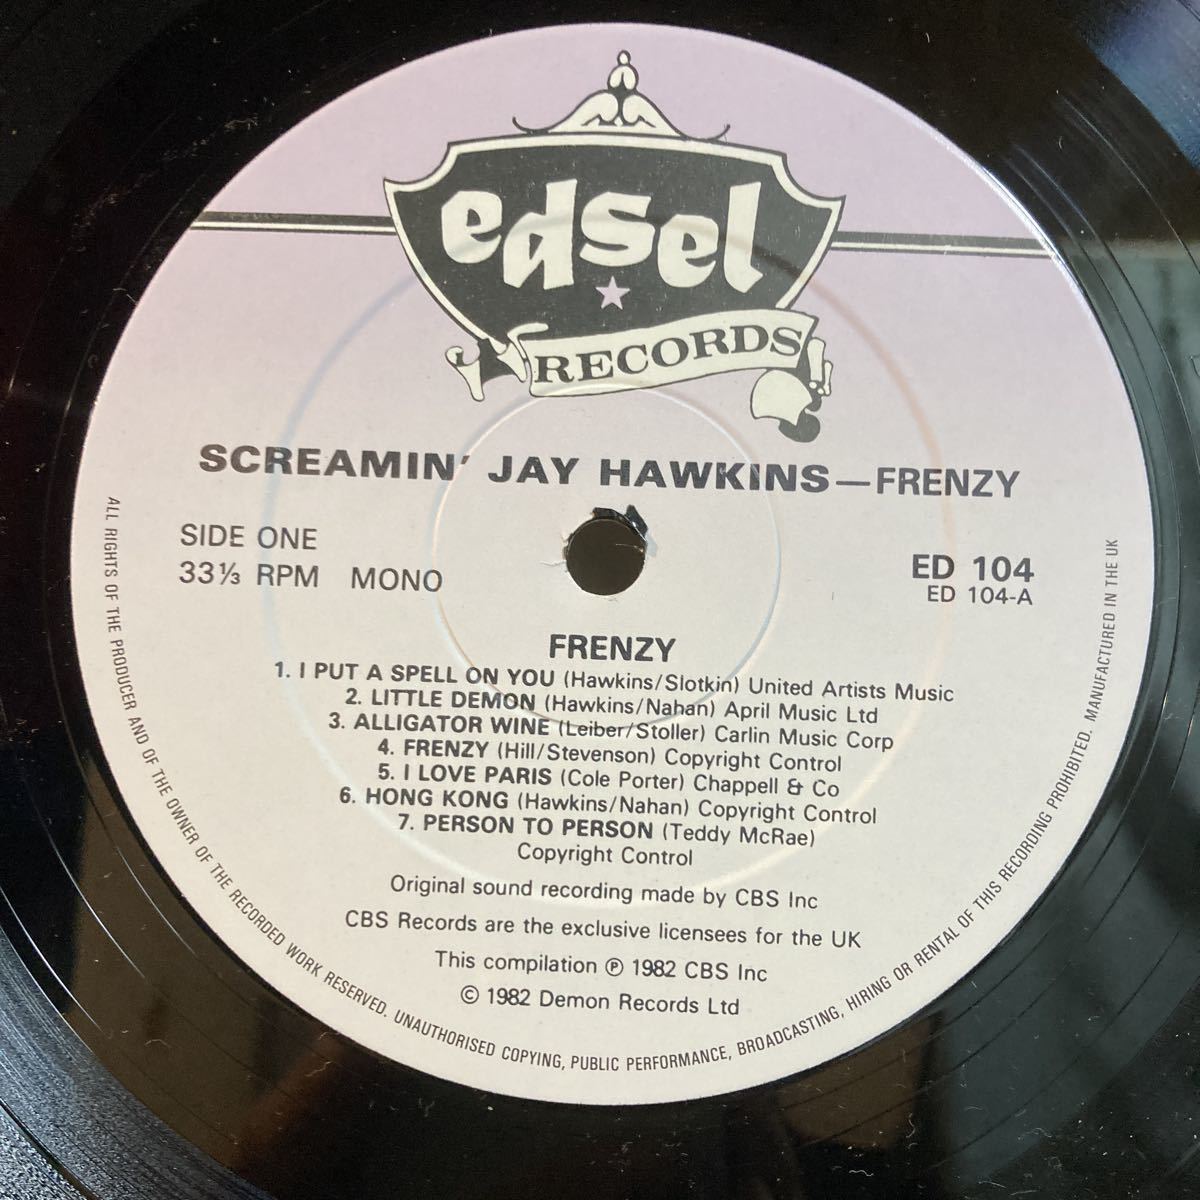 edsel
RECORDS
SCREAMIN' JAY HAWKINS—FRENZY
SIDE ONE
33⅓ RPM MONO
ED 104
ED 104-A
FRENZY
1. I PUT A SPELL ON YOU (Hawkins/Slotkin) United Artists Music
2. LITTLE DEMON (Hawkins/Nahan) April Music Ltd
3. ALLIGATOR WINE (Leiber/Stoller) Carlin Music Corp
4. FRENZY (Hill/Stevenson) Copyright Control
5. I LOVE PARIS (Cole Porter) Chappell & Co
6. HONG KONG (Hawkins/Nahan) Copyright Control
7. PERSON TO PERSON (Teddy McRae)
Copyright Control
Original sound recording made by CBS Inc
CBS Records are the exclusive licensees for the UK
This compilation ℗ 1982 CBS Inc
© 1982 Demon Records Ltd
ALL RIGHTS OF THE PRODUCER AND OF THE OWNER OF THE RECORDED WORK RESERVED. UNAUTHORISED COPYING, PUBLIC PERFORMANCE, BROADCASTING, HIRING OR RENTAL OF THIS RECORDING PROHIBITED. MANUFACTURED IN THE UK